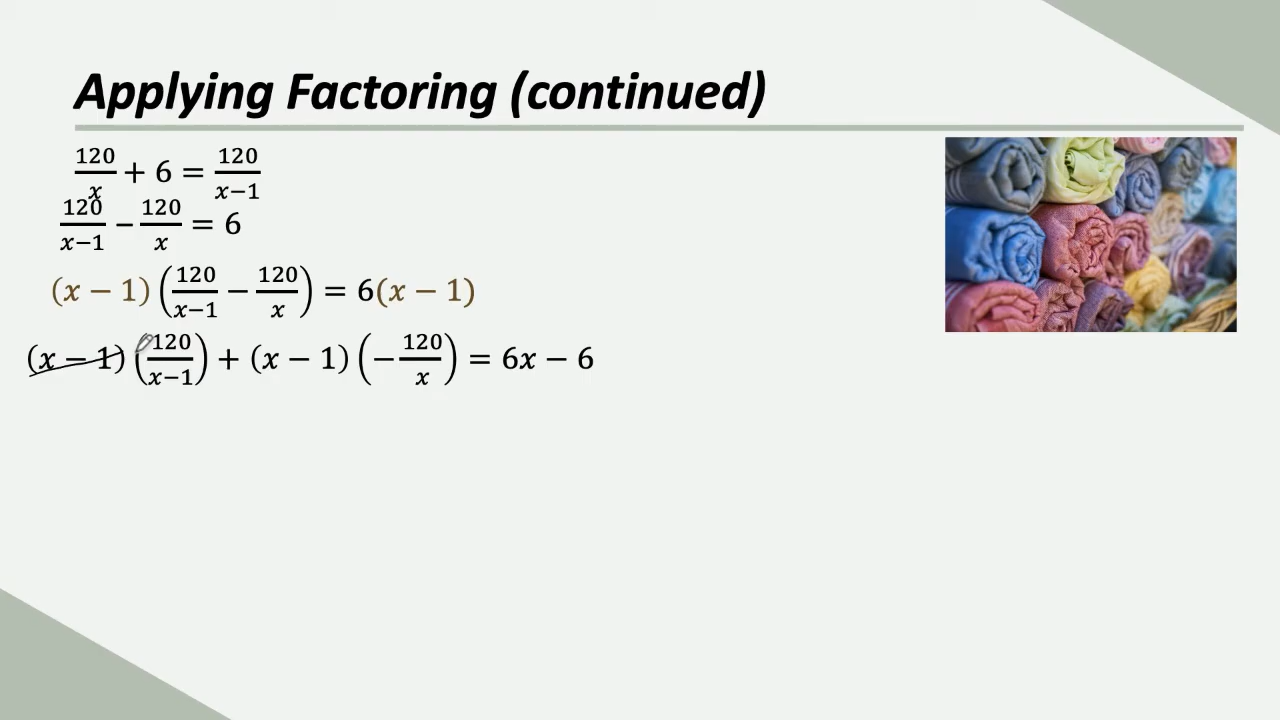 Applying Factoring (continued)
120/x + 6 = 120/(x−1)
120/(x−1) − 120/x = 6
(x − 1)(120/(x−1) − 120/x) = 6(x − 1)
(x − 1)(120/(x−1)) + (x − 1)(−120/x) = 6x − 6